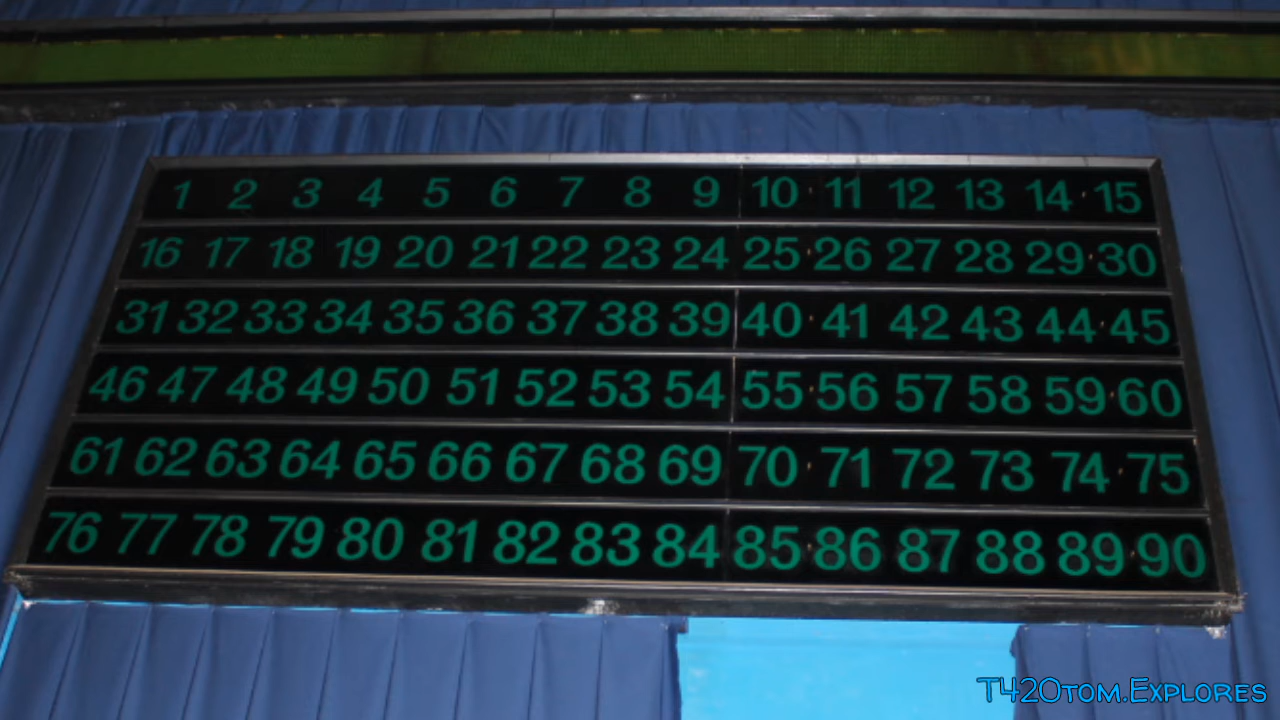 1 2 3 4 5 6 7 8 9 10 11 12 13 14 15
16 17 18 19 20 21 22 23 24 25 26 27 28 29 30
31 32 33 34 35 36 37 38 39 40 41 42 43 44 45
46 47 48 49 50 51 52 53 54 55 56 57 58 59 60
61 62 63 64 65 66 67 68 69 70 71 72 73 74 75
76 77 78 79 80 81 82 83 84 85 86 87 88 89 90
T420tom.Explores